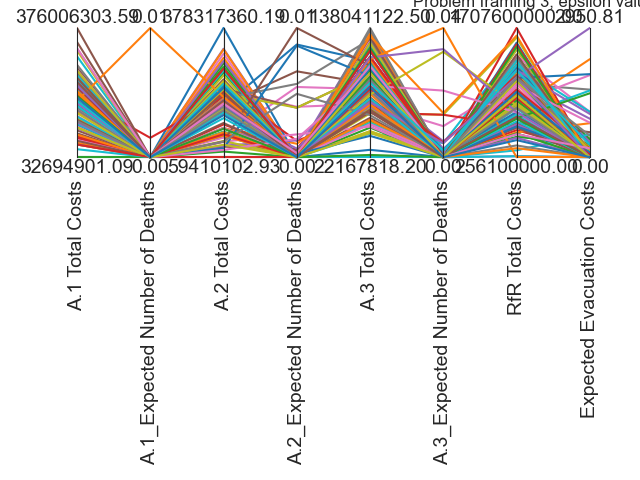 Problem framing 3, epsilon valu
376006303.59
0.01
378317360.19
0.01
138041122.50
0.04
2950.81
32694901.09
0.00
59410102.93
0.00
22167818.20
0.00
256100000.00
0.00
A.1 Total Costs
A.1_Expected Number of Deaths
A.2 Total Costs
A.2_Expected Number of Deaths
A.3 Total Costs
A.3_Expected Number of Deaths
RfR Total Costs
Expected Evacuation Costs